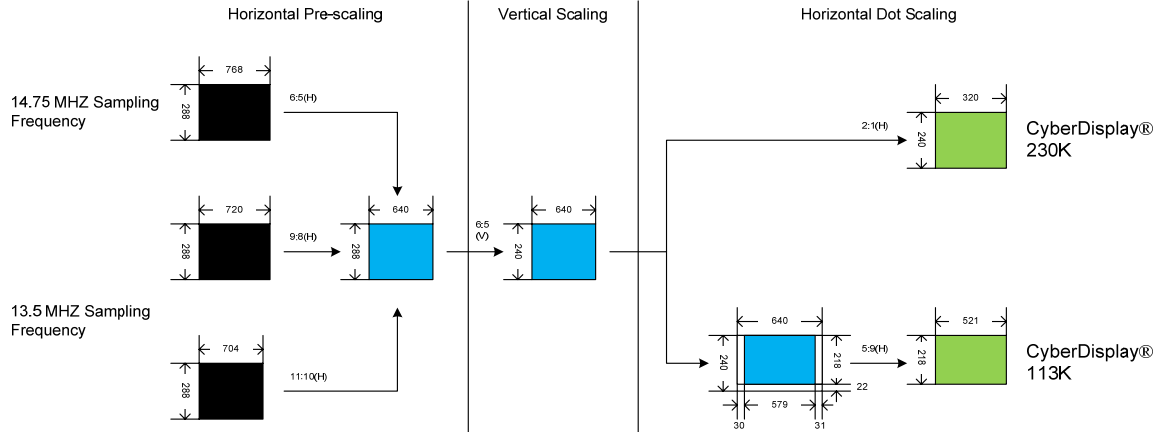 Horizontal Pre-scaling
Vertical Scaling
Horizontal Dot Scaling
14.75 MHZ Sampling
Frequency
768
288
6:5(H)
720
288
9:8(H)
13.5 MHZ Sampling
Frequency
704
288
11:10(H)
640
288
6:5
(V)
640
240
2:1(H)
320
240
CyberDisplay®
230K
640
240
218
22
30
579
31
5:9(H)
521
218
CyberDisplay®
113K